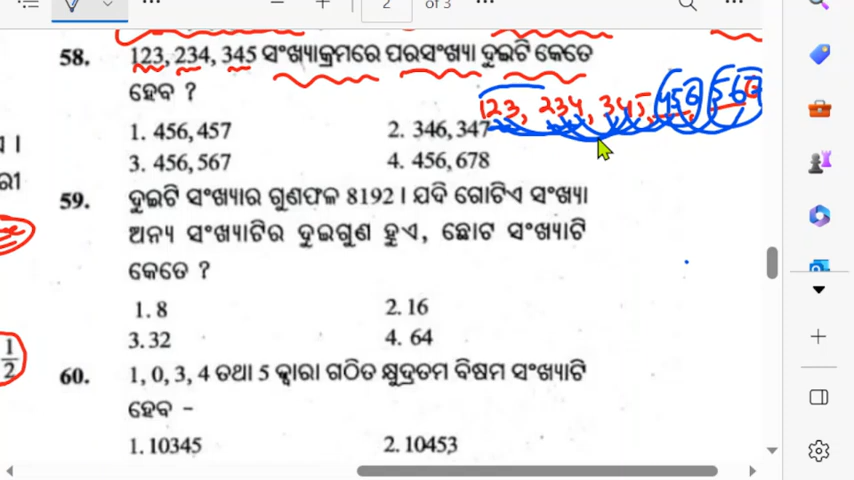 2 of 3
58. 123, 234, 345 ସଂଖ୍ୟାକ୍ରମରେ ପରସଂଖ୍ୟା ଦୁଇଟି କେତେ
ହେବ ?
123, 234, 345, 456, 567
1. 456, 457 2. 346, 347
3. 456, 567 4. 456, 678
59. ଦୁଇଟି ସଂଖ୍ୟାର ଗୁଣଫଳ 8192 । ଯଦି ଗୋଟିଏ ସଂଖ୍ୟା
ଅନ୍ୟ ସଂଖ୍ୟାଟିର ଦୁଇଗୁଣ ହୁଏ, ଛୋଟ ସଂଖ୍ୟାଟି
କେତେ ?
1. 8 2. 16
3. 32 4. 64
1/2
60. 1, 0, 3, 4 ତଥା 5 ଦ୍ୱାରା ଗଠିତ କ୍ଷୁଦ୍ରତମ ବିଷମ ସଂଖ୍ୟାଟି
ହେବ -
1. 10345 2. 10453